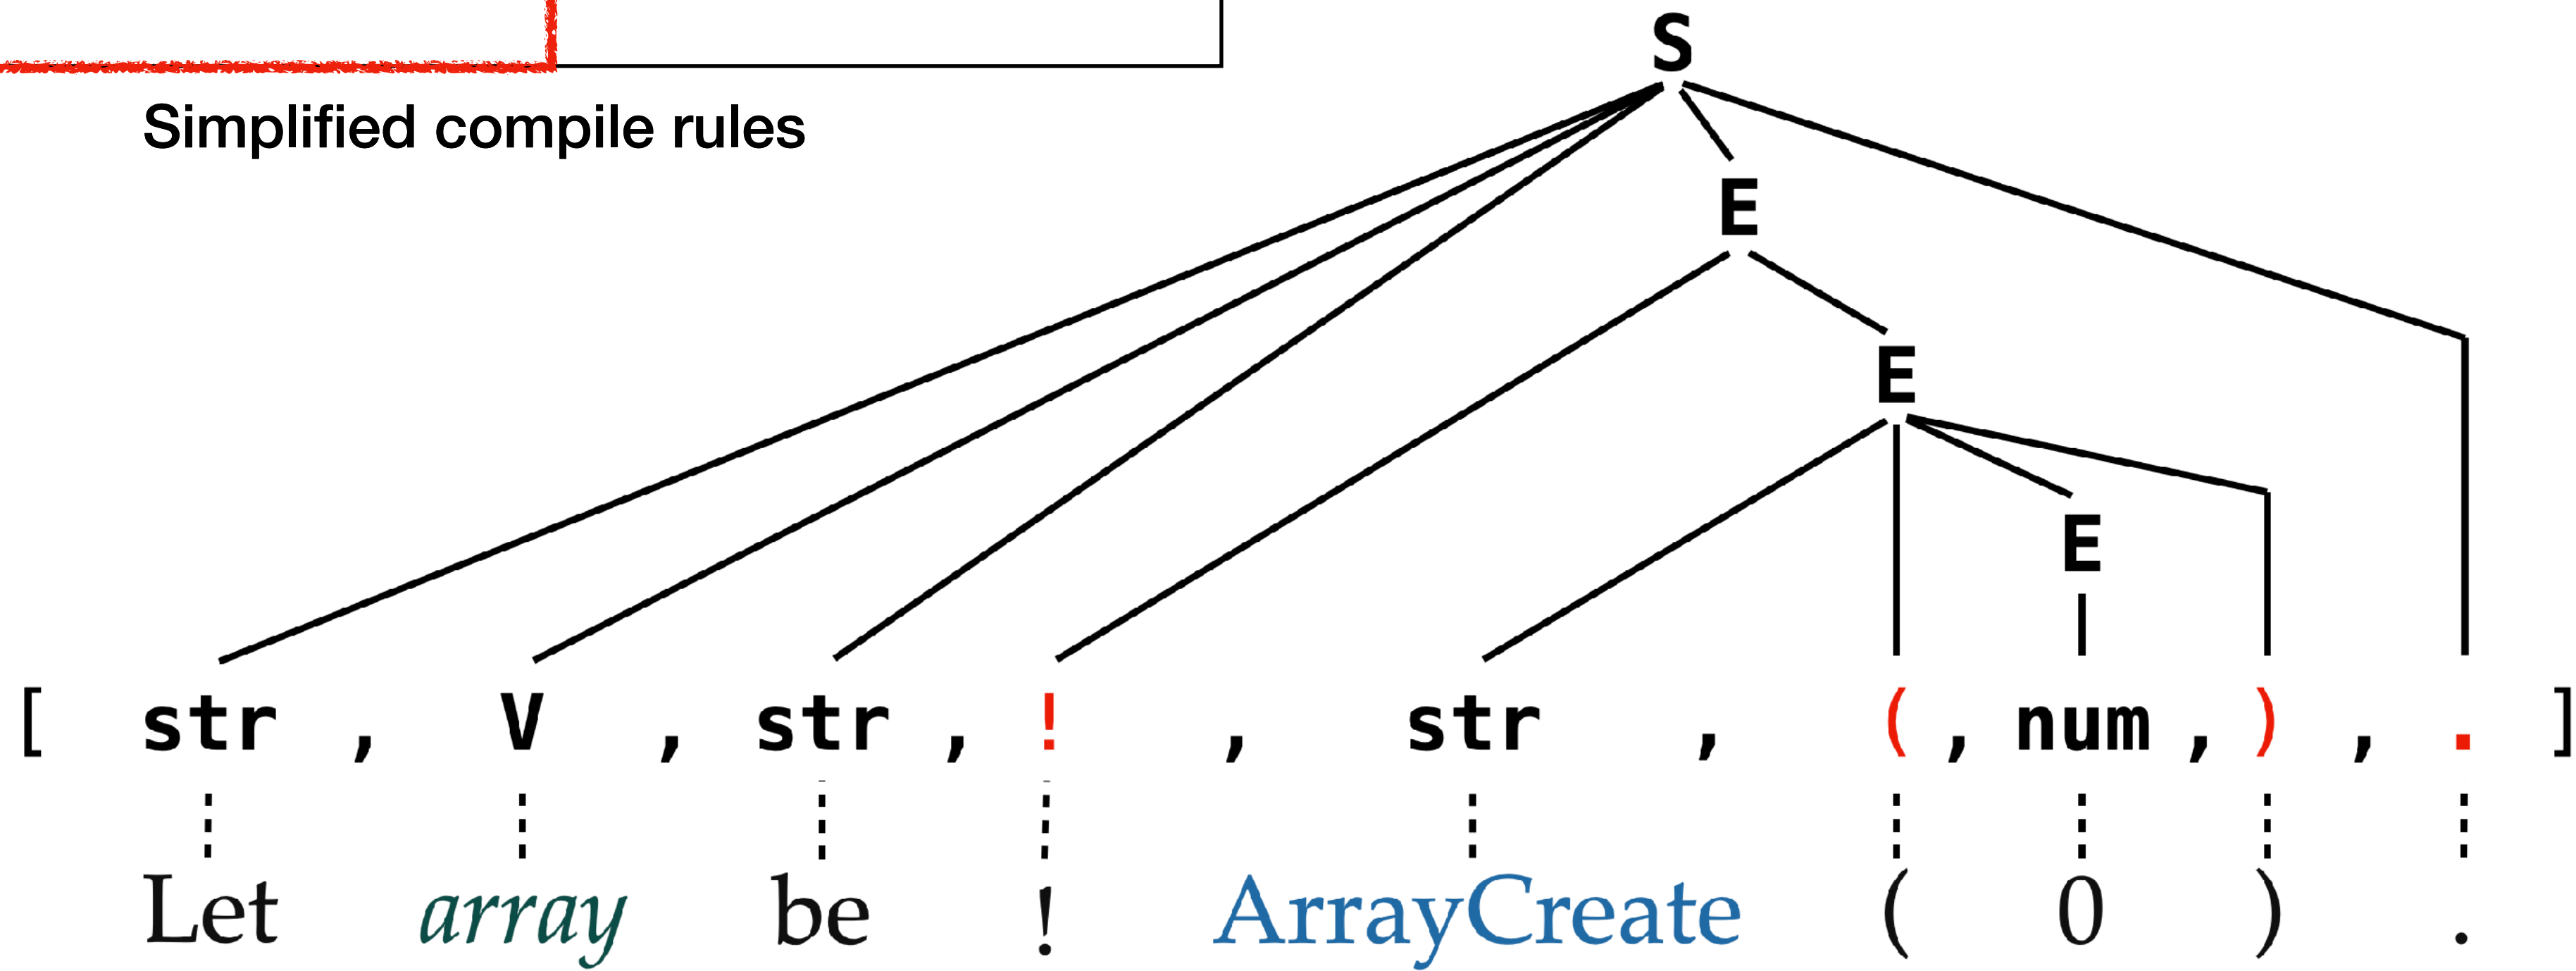 S
Simplified compile rules
E
E
E
[ str , V , str , ! , str , ( , num , ) , . ]
Let array be ! ArrayCreate ( 0 ) .